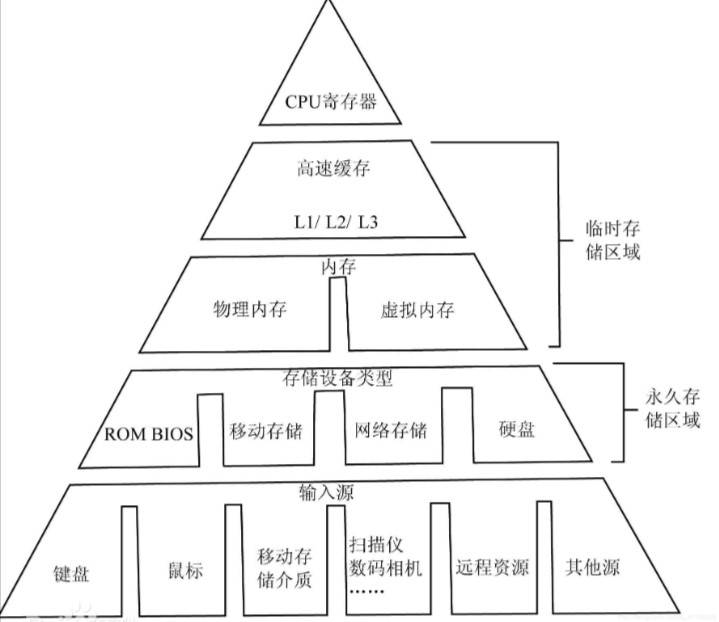 CPU寄存器
高速缓存
L1/ L2/ L3
临时存
储区域
内存
物理内存
虚拟内存
存储设备类型
ROM BIOS
移动存储
网络存储
硬盘
永久存
储区域
输入源
键盘
鼠标
移动存
储介质
扫描仪
数码相机
......
远程资源
其他源